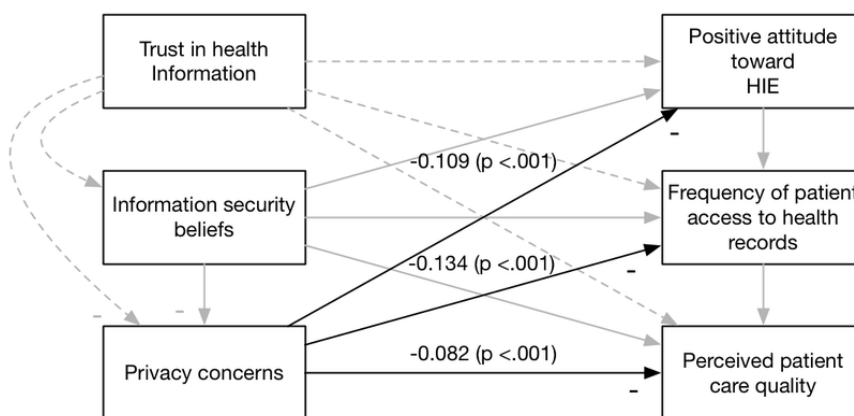 Trust in health
Information
Positive attitude
toward
HIE
-
-0.109 (p <.001)
Information security
beliefs
Frequency of patient
access to health
records
-0.134 (p <.001)
-
-
-
-0.082 (p <.001)
Privacy concerns
-
Perceived patient
care quality